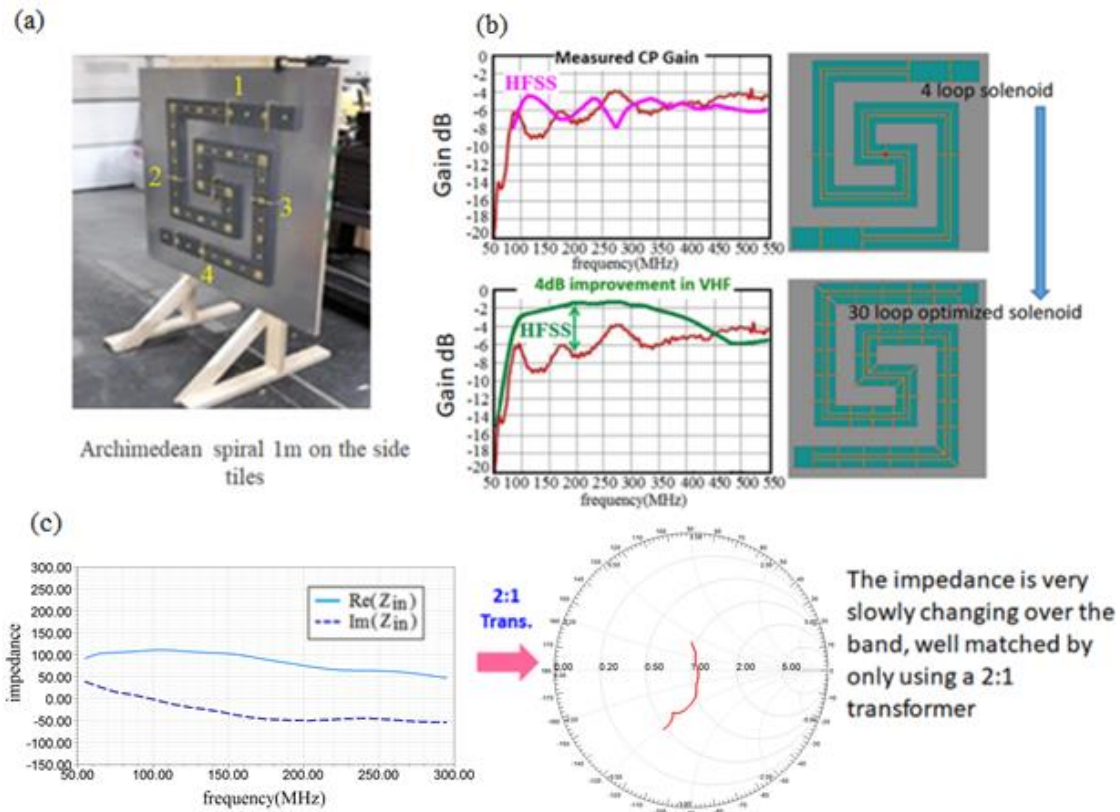 (a)
1
2
3
4
Archimedean spiral 1m on the side
tiles
(b)
Measured CP Gain
HFSS
Gain dB
0
-2
-4
-6
-8
-10
-12
-14
-16
-18
-20
50 100 150 200 250 300 350 400 450 500 550
frequency(MHz)
4 loop solenoid
4dB improvement in VHF
HFSS
Gain dB
0
-2
-4
-6
-8
-10
-12
-14
-16
-18
-20
50 100 150 200 250 300 350 400 450 500 550
frequency(MHz)
30 loop optimized solenoid
(c)
impedance
300.00
250.00
200.00
150.00
100.00
50.00
0.00
-50.00
-100.00
-150.00
50.00 100.00 150.00 200.00 250.00 300.00
frequency(MHz)
Re(Zin)
Im(Zin)
2:1
Trans.
0.00 0.20 0.50 1.00 2.00 5.00
The impedance is very
slowly changing over the
band, well matched by
only using a 2:1
transformer